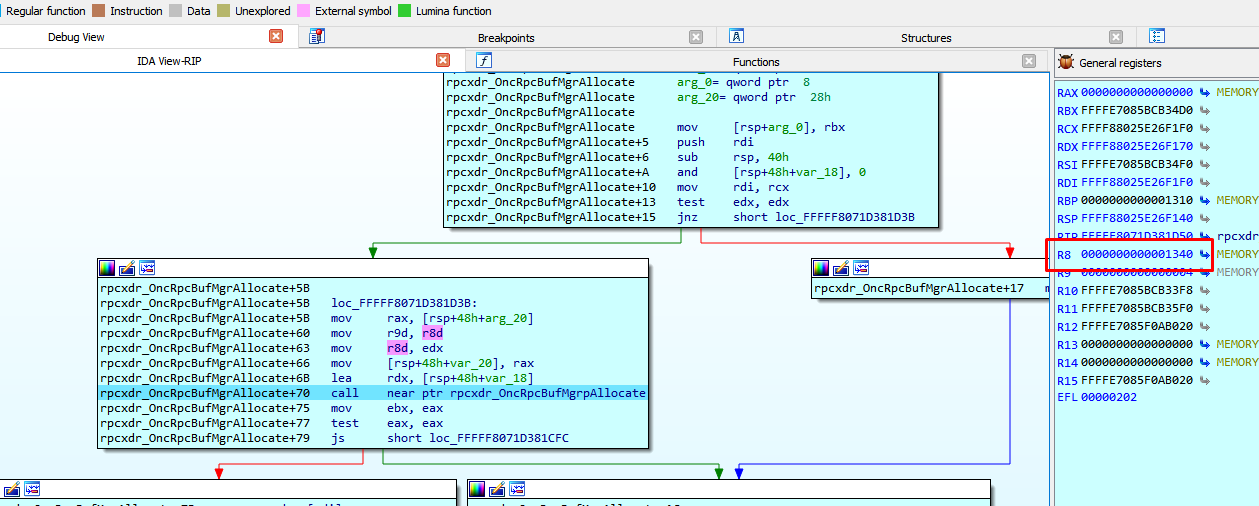 Regular function Instruction Data Unexplored External symbol Lumina function
Debug View Breakpoints Structures
IDA View-RIP Functions General registers
rpcxdr_OncRpcBufMgrAllocate arg_0= qword ptr 8
rpcxdr_OncRpcBufMgrAllocate arg_20= qword ptr 28h
rpcxdr_OncRpcBufMgrAllocate
rpcxdr_OncRpcBufMgrAllocate mov [rsp+arg_0], rbx
rpcxdr_OncRpcBufMgrAllocate+5 push rdi
rpcxdr_OncRpcBufMgrAllocate+6 sub rsp, 40h
rpcxdr_OncRpcBufMgrAllocate+A and [rsp+48h+var_18], 0
rpcxdr_OncRpcBufMgrAllocate+10 mov rdi, rcx
rpcxdr_OncRpcBufMgrAllocate+13 test edx, edx
rpcxdr_OncRpcBufMgrAllocate+15 jnz short loc_FFFFF8071D381D3B
rpcxdr_OncRpcBufMgrAllocate+5B
rpcxdr_OncRpcBufMgrAllocate+5B loc_FFFFF8071D381D3B:
rpcxdr_OncRpcBufMgrAllocate+5B mov rax, [rsp+48h+arg_20]
rpcxdr_OncRpcBufMgrAllocate+60 mov r9d, r8d
rpcxdr_OncRpcBufMgrAllocate+63 mov r8d, edx
rpcxdr_OncRpcBufMgrAllocate+66 mov [rsp+48h+var_20], rax
rpcxdr_OncRpcBufMgrAllocate+6B lea rdx, [rsp+48h+var_18]
rpcxdr_OncRpcBufMgrAllocate+70 call near ptr rpcxdr_OncRpcBufMgrpAllocate
rpcxdr_OncRpcBufMgrAllocate+75 mov ebx, eax
rpcxdr_OncRpcBufMgrAllocate+77 test eax, eax
rpcxdr_OncRpcBufMgrAllocate+79 js short loc_FFFFF8071D381CFC
rpcxdr_OncRpcBufMgrAllocate+17
RAX 0000000000000000 MEMORY
RBX FFFFE7085BCB34D0
RCX FFFF88025E26F1F0
RDX FFFF88025E26F170
RSI FFFFE7085BCB34F0
RDI FFFF88025E26F1F0
RBP 0000000000001310 MEMORY
RSP FFFF88025E26F140
RIP FFFFF8071D381D50 rpcxdr
R8 0000000000001340 MEMORY
R9 0000000000000004 MEMORY
R10 FFFFE7085BCB33F8
R11 FFFFE7085BCB35F0
R12 FFFFE7085F0AB020
R13 0000000000000000 MEMORY
R14 0000000000000000 MEMORY
R15 FFFFE7085F0AB020
EFL 00000202